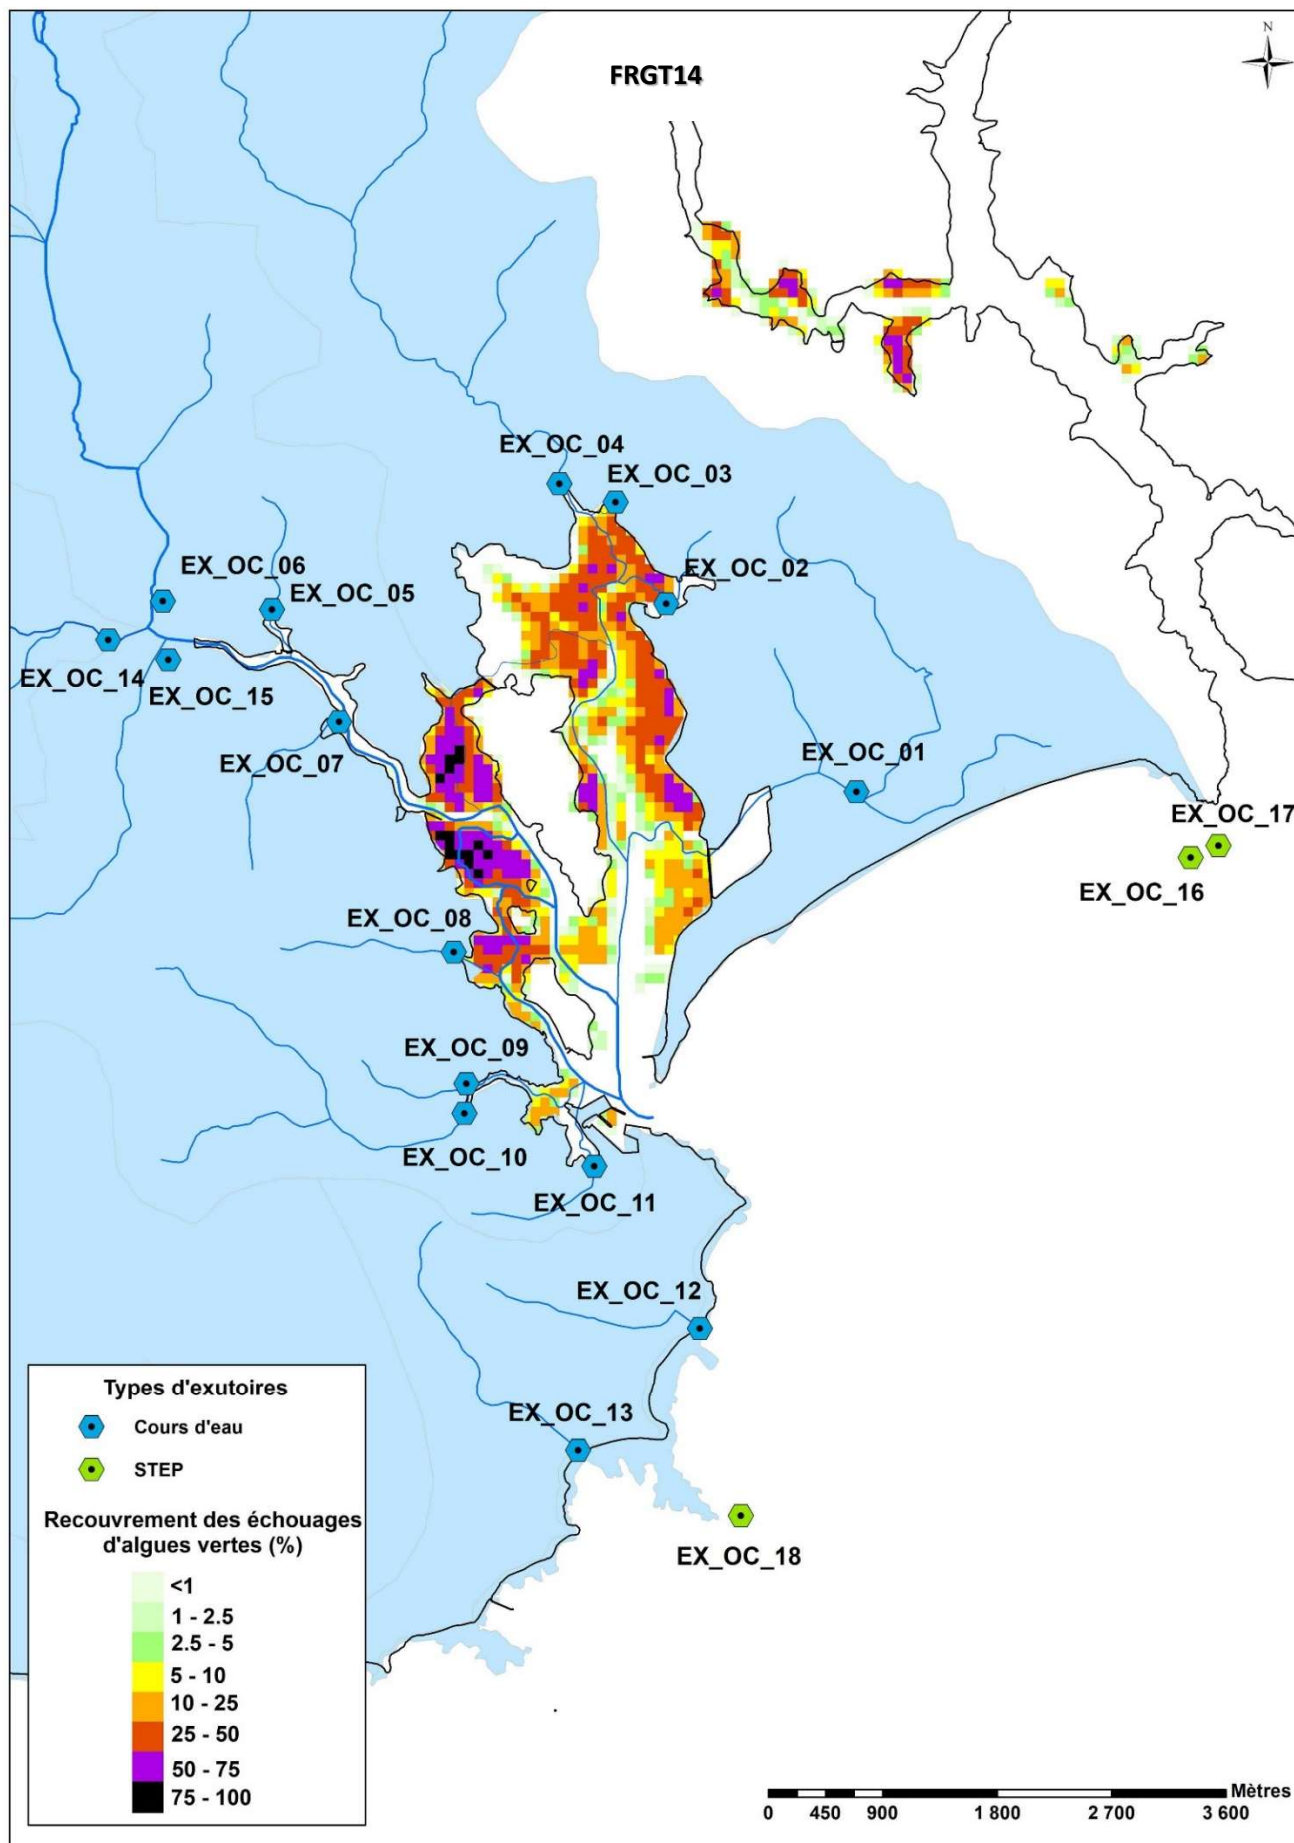 N
FRGT14
EX_OC_04
EX_OC_03
EX_OC_02
EX_OC_06
EX_OC_05
EX_OC_14
EX_OC_15
EX_OC_07
EX_OC_01
EX_OC_17
EX_OC_16
EX_OC_08
EX_OC_09
EX_OC_10
EX_OC_11
EX_OC_12
EX_OC_13
EX_OC_18
Types d'exutoires
Cours d'eau
STEP
Recouvrement des échouages
d'algues vertes (%)
<1
1 - 2.5
2.5 - 5
5 - 10
10 - 25
25 - 50
50 - 75
75 - 100
Mètres
0 450 900 1 800 2 700 3 600